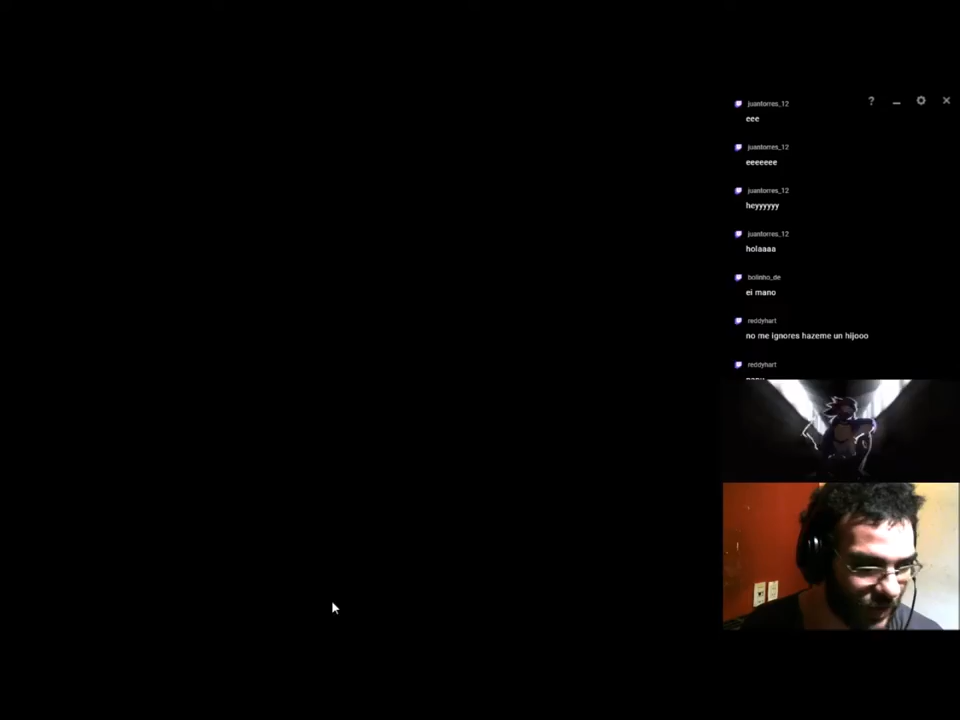 juantorres_12
eee
juantorres_12
eeeeeee
juantorres_12
heyyyyyy
juantorres_12
holaaaa
bolinho_de
ei mano
reddyhart
no me ignores hazeme un hijooo
reddyhart